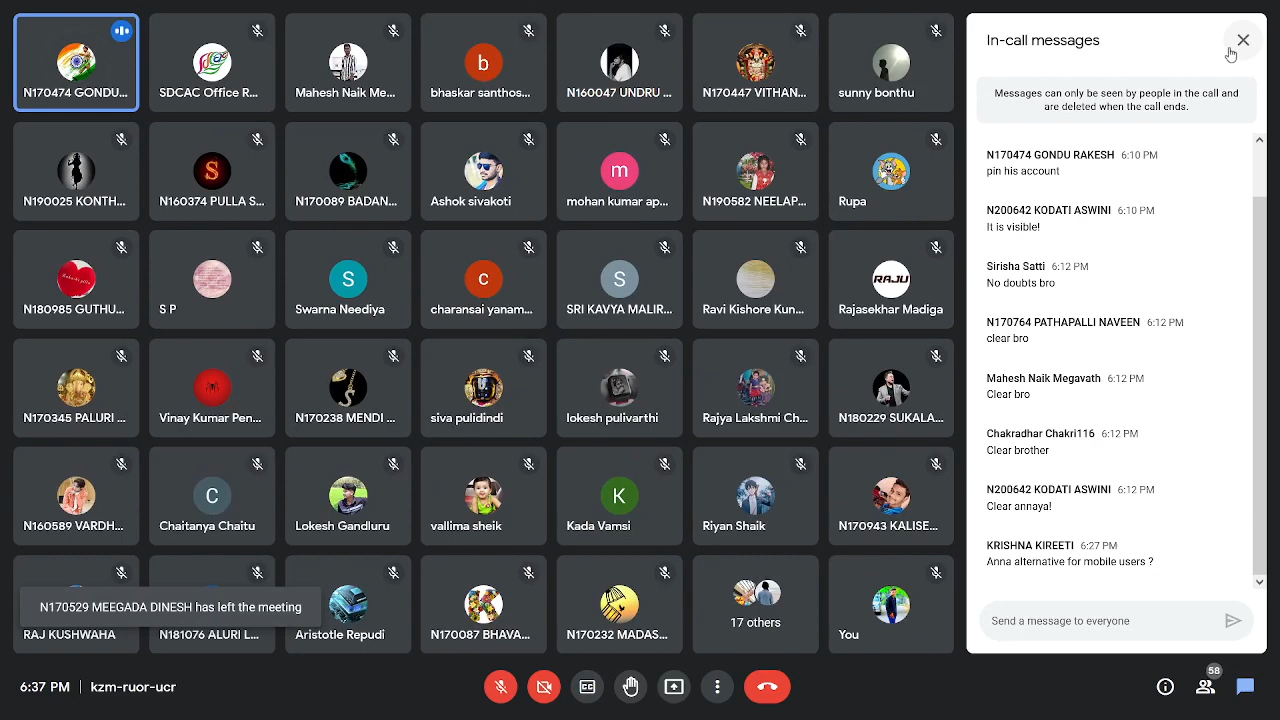 N170474 GONDU...
SDCAC Office R...
Mahesh Naik Me...
b
bhaskar santhos...
N160047 UNDRU ...
N170447 VITHAN...
sunny bonthu
N190025 KONTH...
S
N160374 PULLA S...
N170089 BADAN...
Ashok sivakoti
m
mohan kumar ap...
N190582 NEELAP...
Rupa
N180985 GUTHU...
S P
S
Swarna Neediya
c
charansai yanam...
S
SRI KAVYA MALIR...
Ravi Kishore Kun...
RAJU
Rajasekhar Madiga
N170345 PALURI ...
Vinay Kumar Pen...
N170238 MENDI ...
siva pulidindi
lokesh pulivarthi
Rajya Lakshmi Ch...
N180229 SUKALA...
N160589 VARDH...
C
Chaitanya Chaitu
Lokesh Gandluru
vallima sheik
K
Kada Vamsi
Riyan Shaik
N170943 KALISE...
N170529 MEEGADA DINESH has left the meeting
RAJ KUSHWAHA
N181076 ALURI L...
Aristotle Repudi
N170087 BHAVA...
N170232 MADAS...
17 others
You
In-call messages
Messages can only be seen by people in the call and
are deleted when the call ends.
N170474 GONDU RAKESH 6:10 PM
pin his account
N200642 KODATI ASWINI 6:10 PM
It is visible!
Sirisha Satti 6:12 PM
No doubts bro
N170764 PATHAPALLI NAVEEN 6:12 PM
clear bro
Mahesh Naik Megavath 6:12 PM
Clear bro
Chakradhar Chakri116 6:12 PM
Clear brother
N200642 KODATI ASWINI 6:12 PM
Clear annaya!
KRISHNA KIREETI 6:27 PM
Anna alternative for mobile users ?
Send a message to everyone
6:37 PM | kzm-ruor-ucr
58